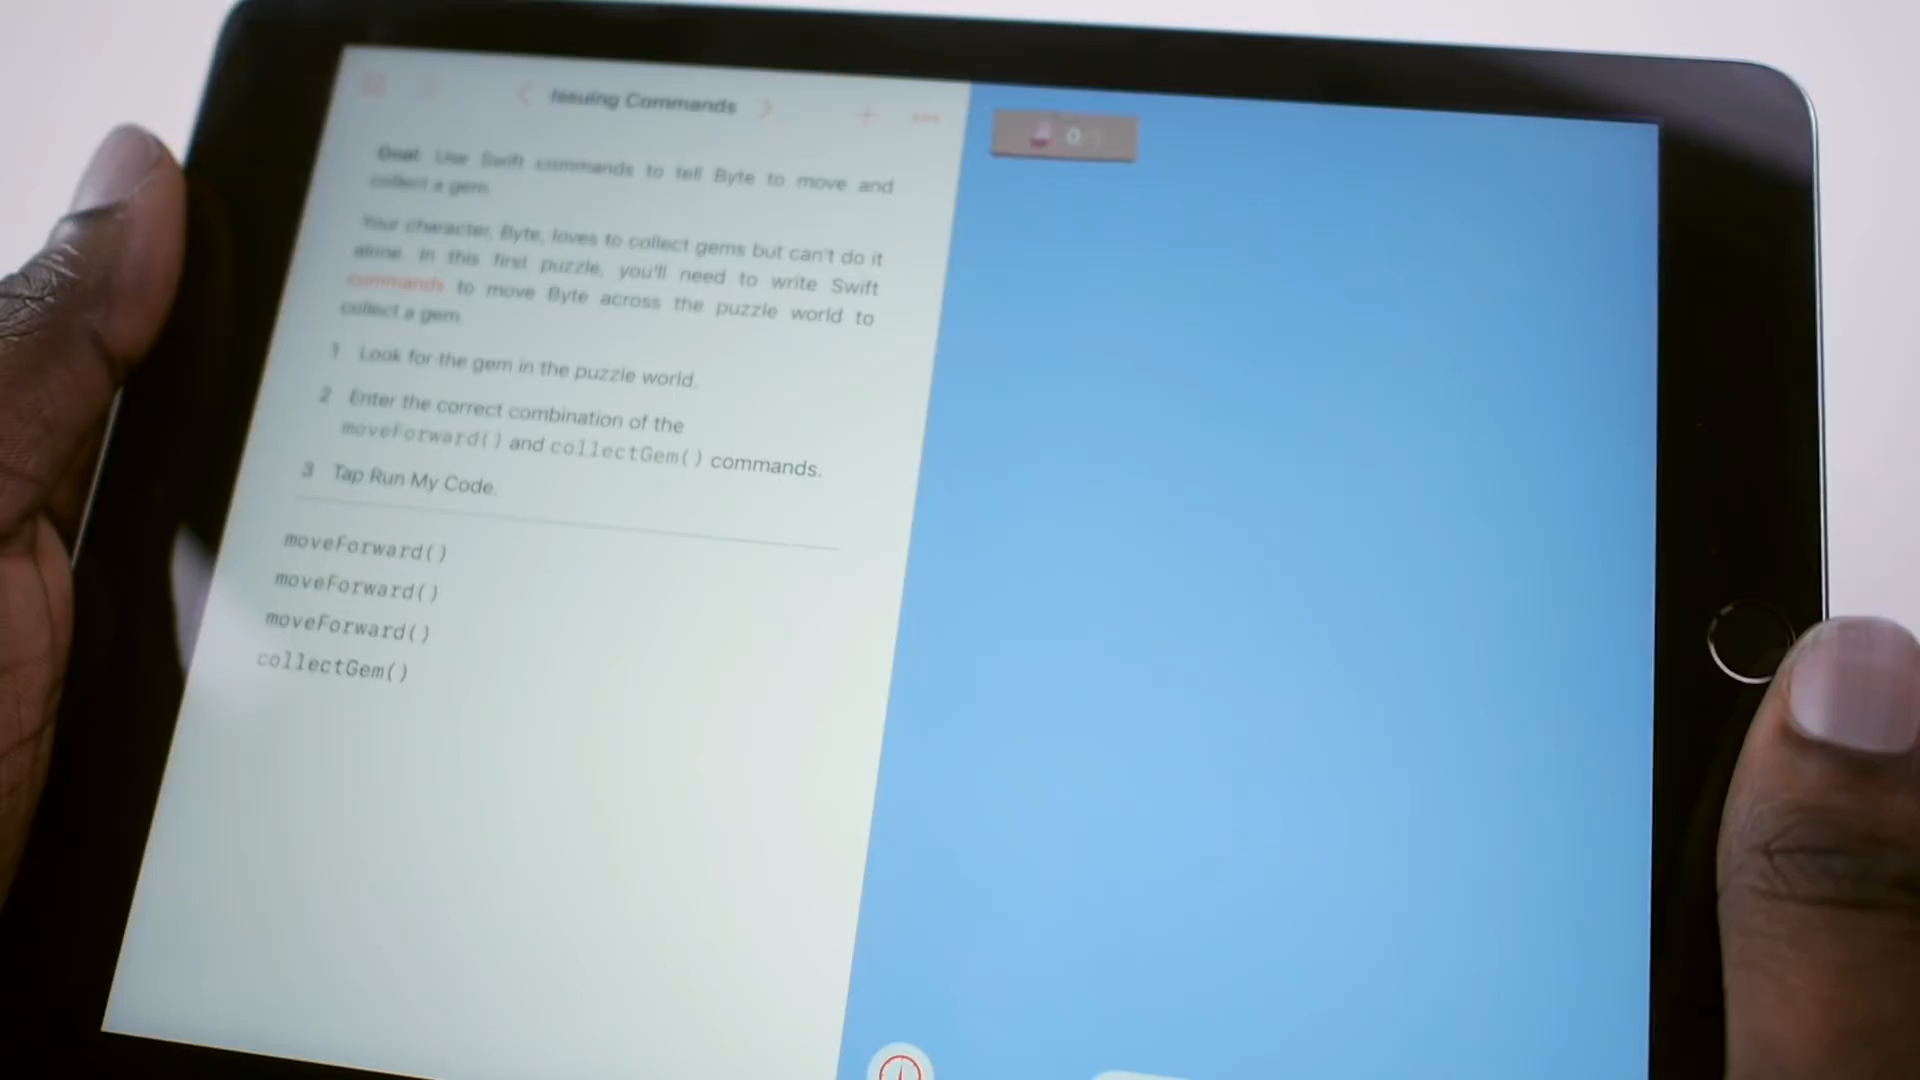 Issuing Commands
0
Goal: Use Swift commands to tell Byte to move and
collect a gem.
Your character, Byte, loves to collect gems but can't do it
alone. In this first puzzle, you'll need to write Swift
commands to move Byte across the puzzle world to
collect a gem.
1 Look for the gem in the puzzle world.
2 Enter the correct combination of the
moveForward() and collectGem() commands.
3 Tap Run My Code.
moveForward()
moveForward()
moveForward()
collectGem()